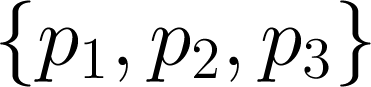 {p₁, p₂, p₃}